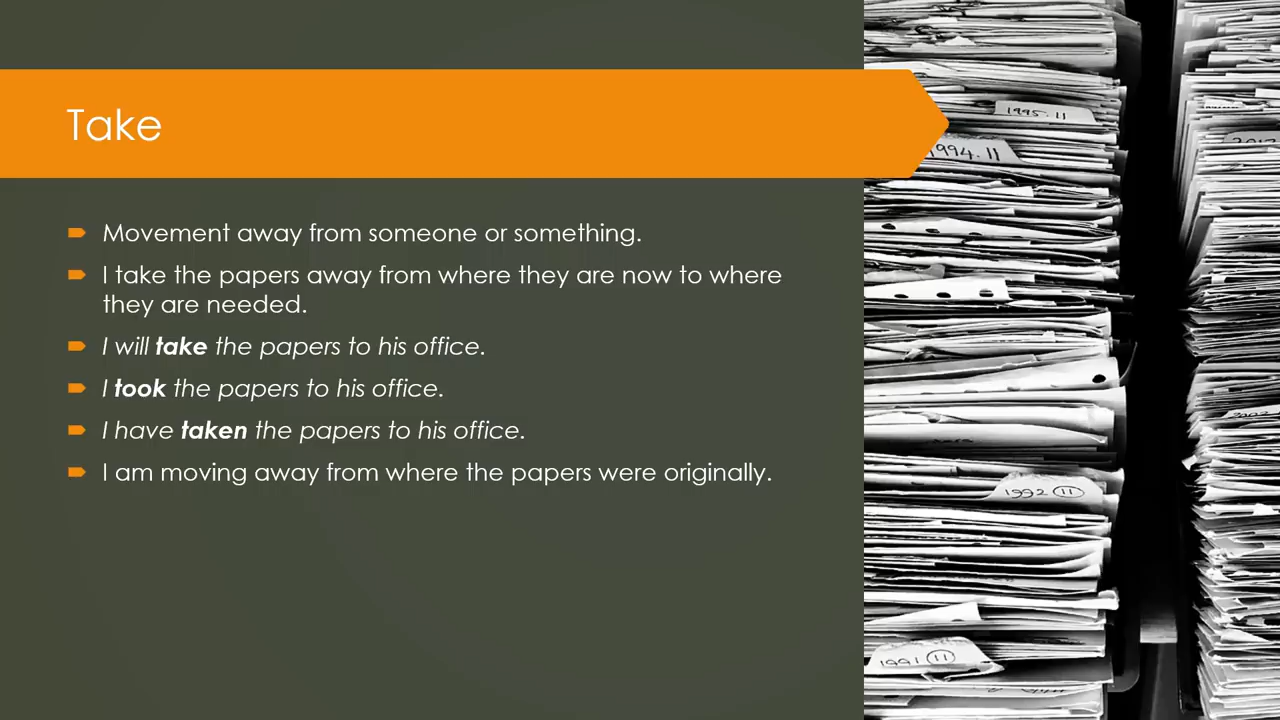 Take
Movement away from someone or something.
I take the papers away from where they are now to where
they are needed.
I will take the papers to his office.
I took the papers to his office.
I have taken the papers to his office.
I am moving away from where the papers were originally.
1995.11
1994.11
1992 11
1991 11